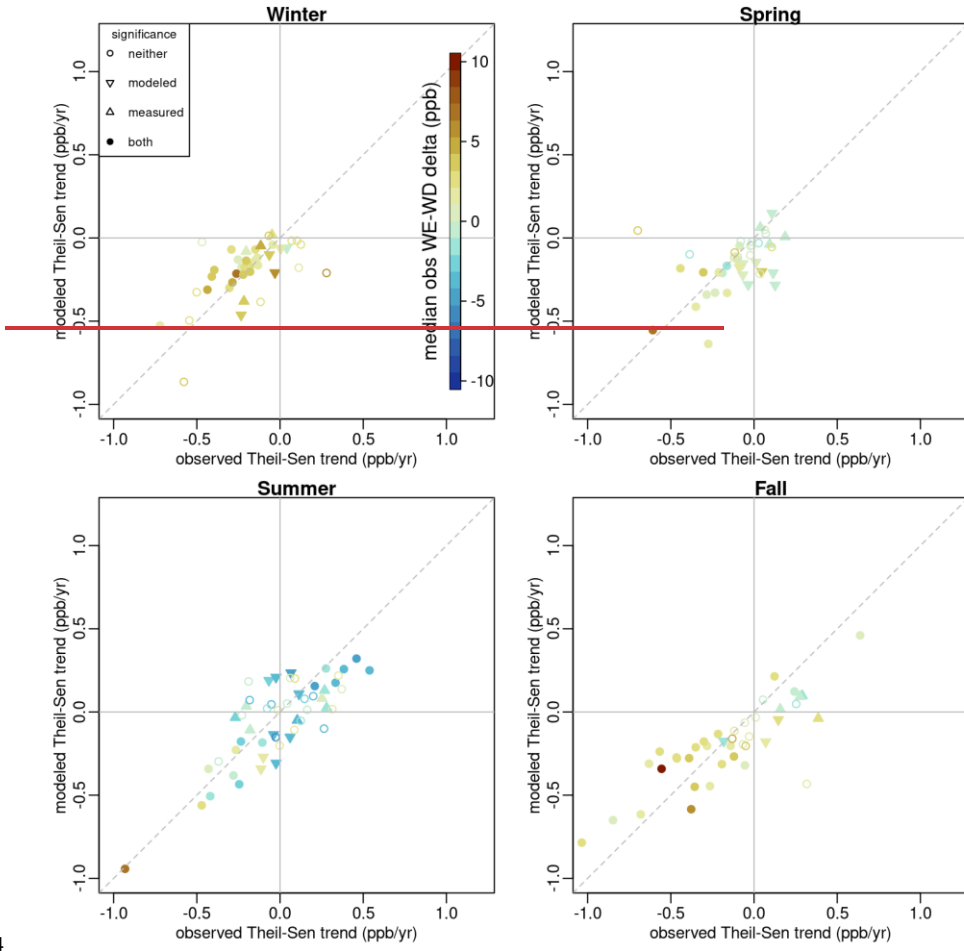 Winter
significance
neither
modeled
measured
both
median obs WE-WD delta (ppb)
10
5
0
-5
-10
modeled Theil-Sen trend (ppb/yr)
1.0
0.5
0.0
-0.5
-1.0
-1.0 -0.5 0.0 0.5 1.0
observed Theil-Sen trend (ppb/yr)
Spring
modeled Theil-Sen trend (ppb/yr)
1.0
0.5
0.0
-0.5
-1.0
-1.0 -0.5 0.0 0.5 1.0
observed Theil-Sen trend (ppb/yr)
Summer
modeled Theil-Sen trend (ppb/yr)
1.0
0.5
0.0
-0.5
-1.0
-1.0 -0.5 0.0 0.5 1.0
observed Theil-Sen trend (ppb/yr)
Fall
modeled Theil-Sen trend (ppb/yr)
1.0
0.5
0.0
-0.5
-1.0
-1.0 -0.5 0.0 0.5 1.0
observed Theil-Sen trend (ppb/yr)